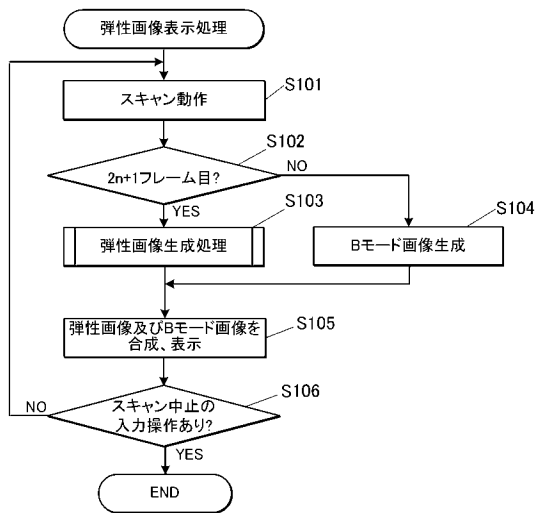 弾性画像表示処理
スキャン動作
S101
2n+1フレーム目?
S102
NO
YES
弾性画像生成処理
S103
Bモード画像生成
S104
弾性画像及びBモード画像を
合成、表示
S105
スキャン中止の
入力操作あり?
S106
NO
YES
END